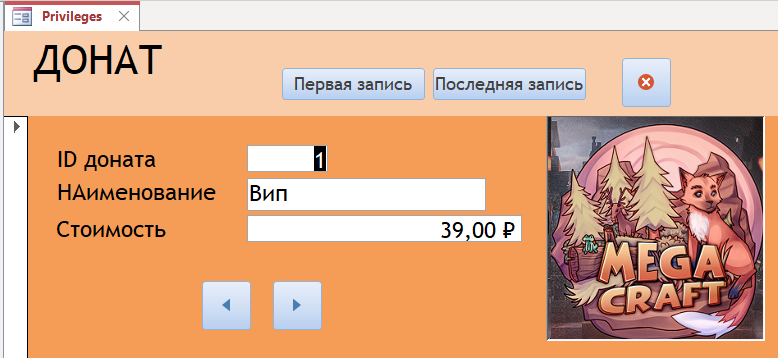 Privileges
ДОНАТ
Первая запись
Последняя запись
ID доната
1
НАименование
Вип
Стоимость
39,00 ₽
MEGA
CRAFT